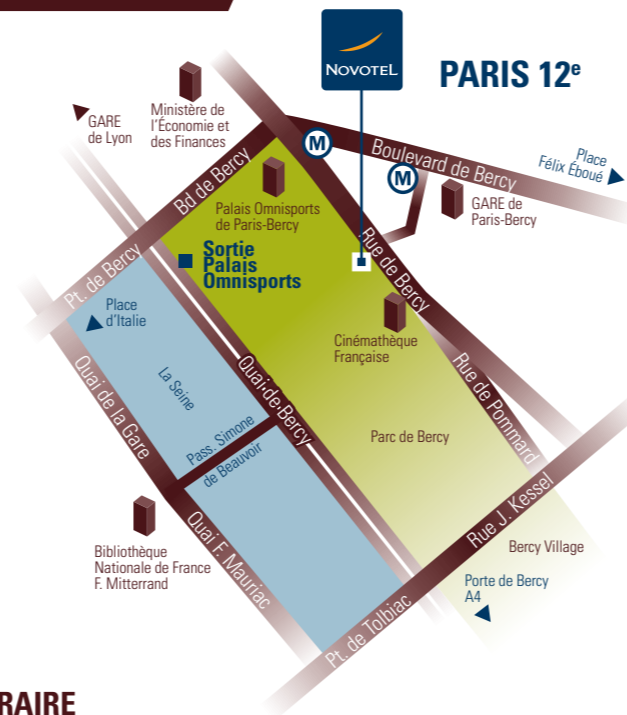 NOVOTEL
PARIS 12e
GARE
de Lyon
Ministère de
l'Économie et
des Finances
M
Boulevard de Bercy
M
Place
Félix Éboué
Bd de Bercy
Palais Omnisports
de Paris-Bercy
GARE de
Paris-Bercy
Sortie
Palais
Omnisports
Rue de Bercy
Pt. de Bercy
Place
d'Italie
Cinémathèque
Française
La Seine
Quai de Bercy
Quai de la Gare
Rue de Pommard
Parc de Bercy
Pass. Simone
de Beauvoir
Rue J. Kessel
Bercy Village
Quai F. Mauriac
Bibliothèque
Nationale de France
F. Mitterrand
Porte de Bercy
A4
Pt. de Tolbiac
RAIRE